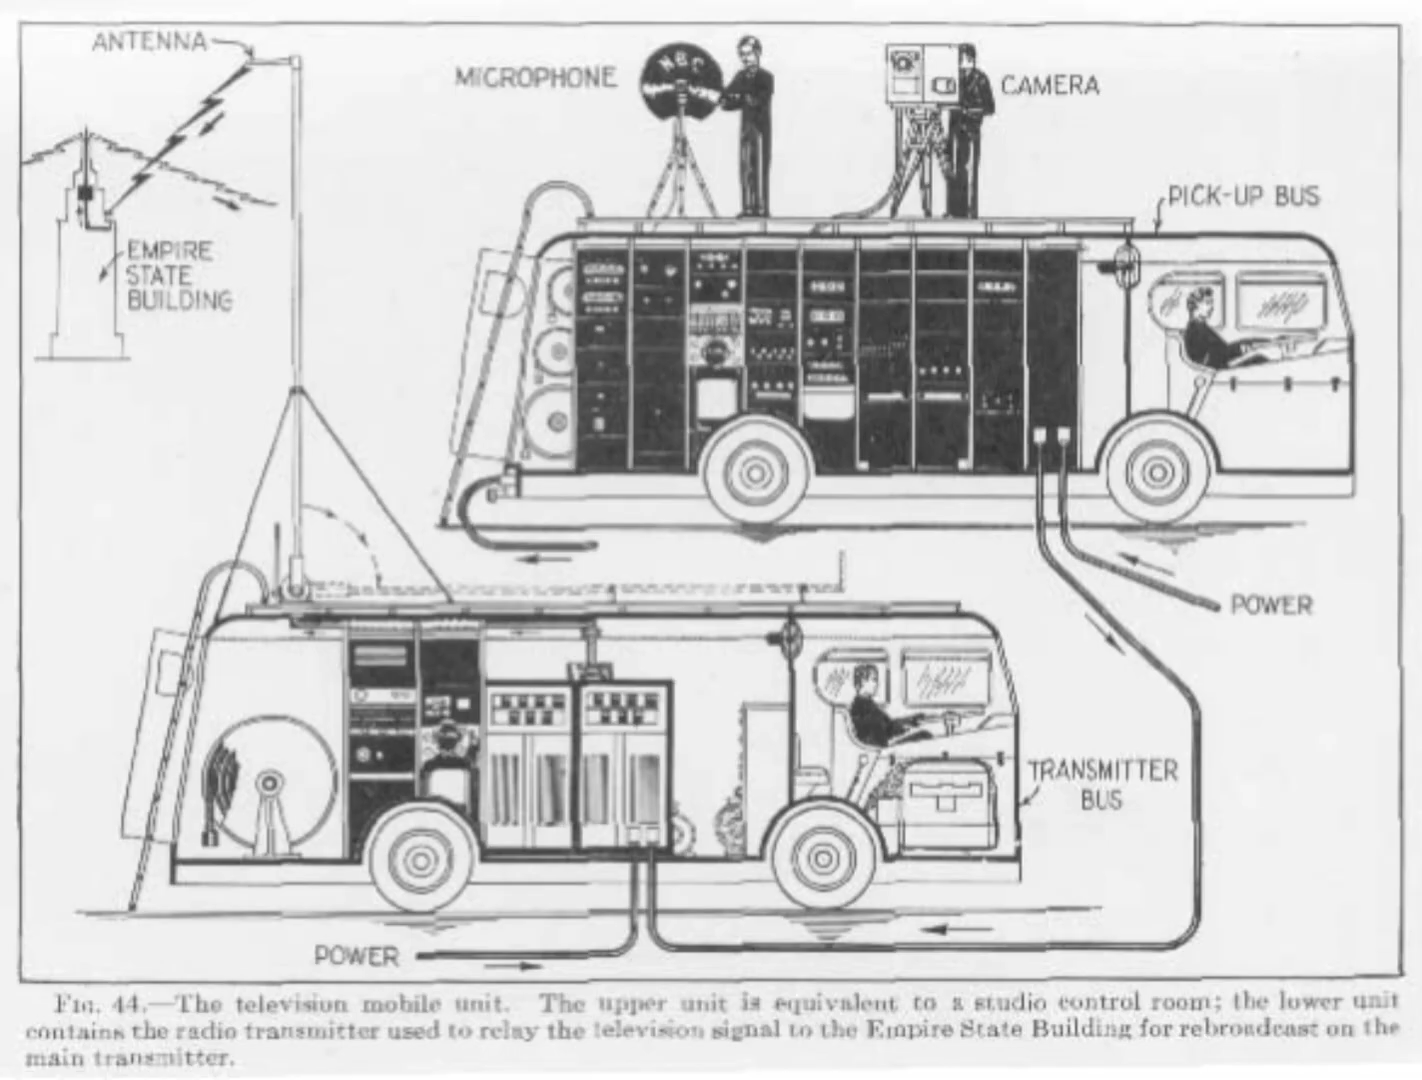 ANTENNA
MICROPHONE
NBC
CAMERA
PICK-UP BUS
EMPIRE
STATE
BUILDING
POWER
TRANSMITTER
BUS
POWER
Fig. 44.—The television mobile unit. The upper unit is equivalent to a studio control room; the lower unit
contains the radio transmitter used to relay the television signal to the Empire State Building for rebroadcast on the
main transmitter.